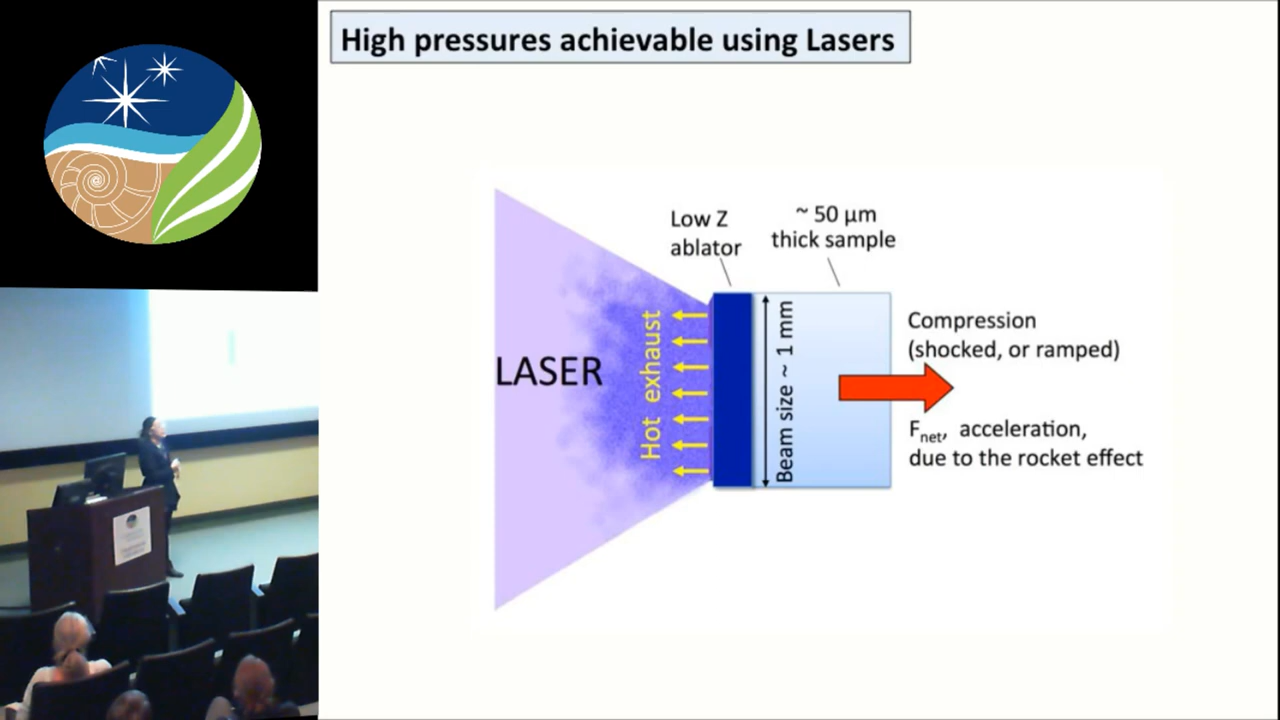 High pressures achievable using Lasers
Low Z
ablator
~ 50 μm
thick sample
LASER
Hot exhaust
Beam size ~ 1 mm
Compression
(shocked, or ramped)
Fnet, acceleration,
due to the rocket effect